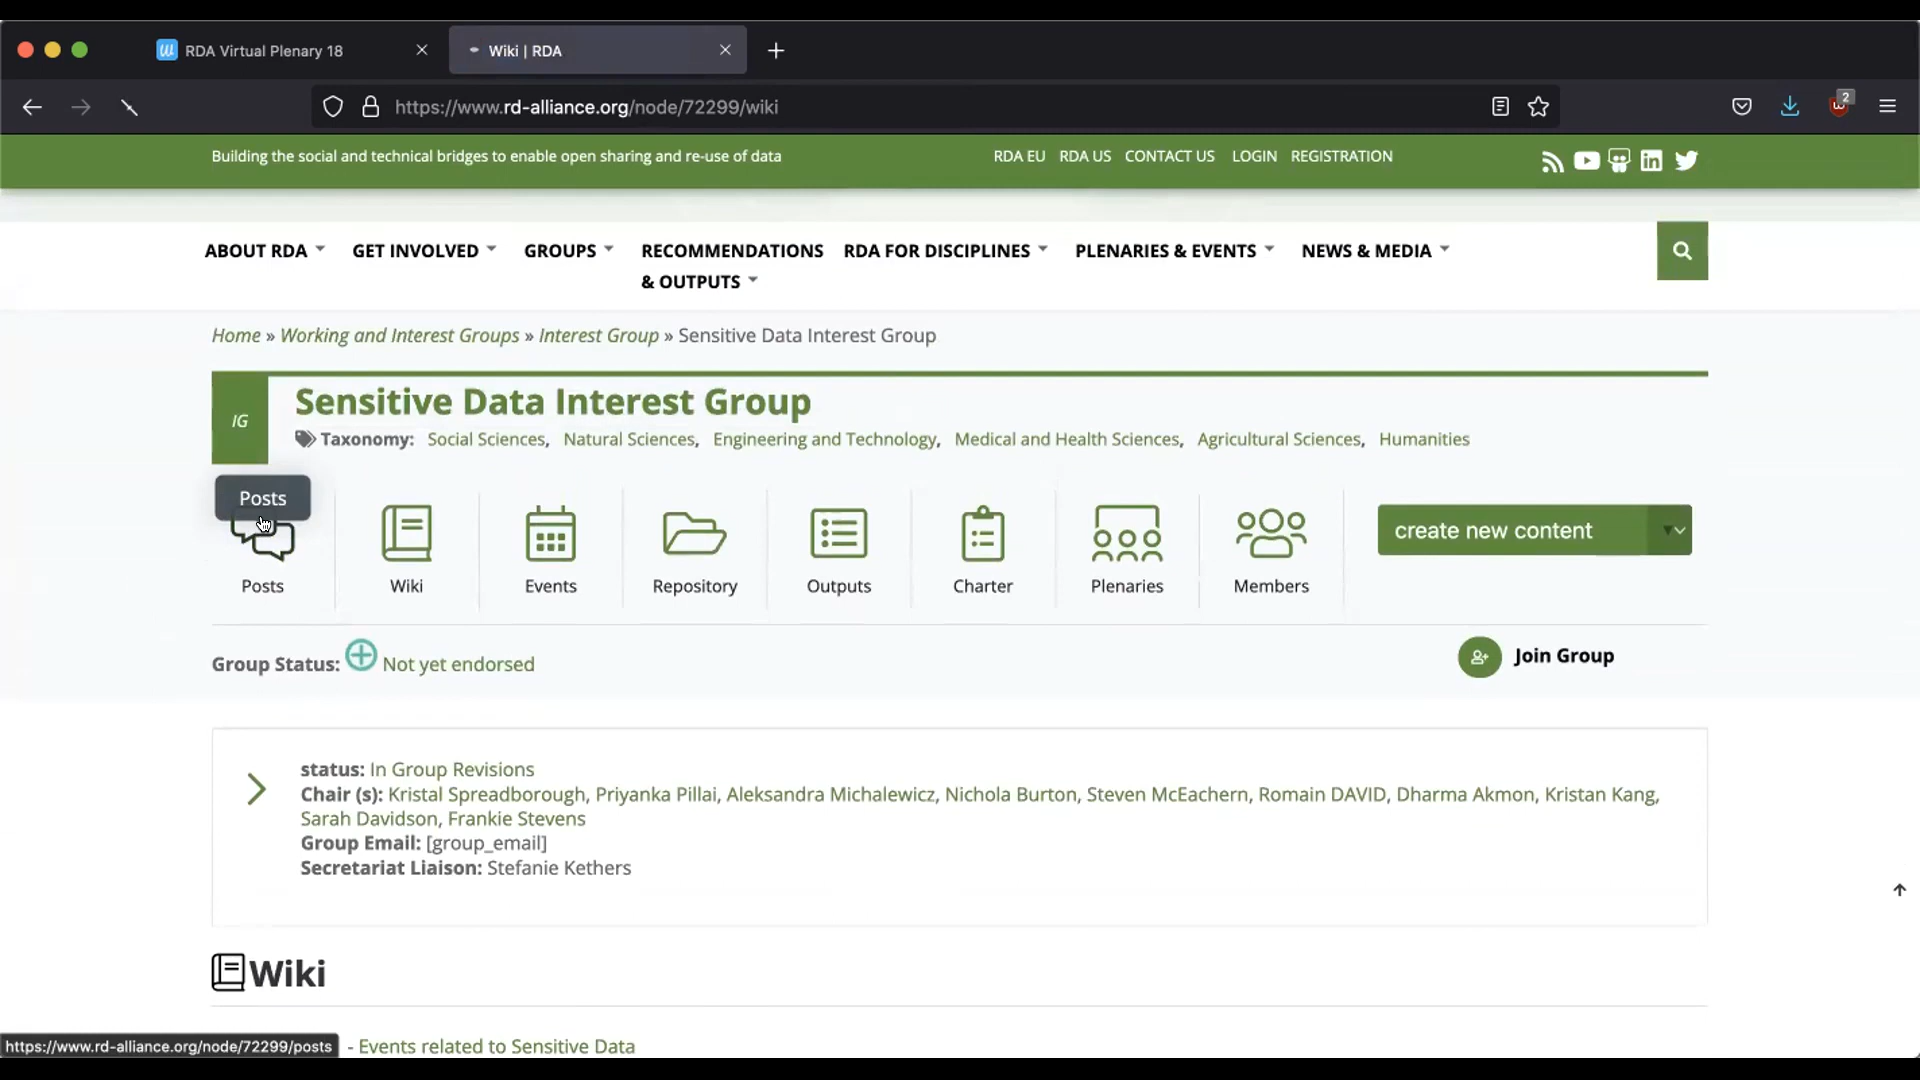 RDA Virtual Plenary 18
Wiki | RDA
https://www.rd-alliance.org/node/72299/wiki
2
Building the social and technical bridges to enable open sharing and re-use of data
RDA EU RDA US CONTACT US LOGIN REGISTRATION
ABOUT RDA GET INVOLVED GROUPS RECOMMENDATIONS & OUTPUTS RDA FOR DISCIPLINES PLENARIES & EVENTS NEWS & MEDIA
Home » Working and Interest Groups » Interest Group » Sensitive Data Interest Group
IG
Sensitive Data Interest Group
Taxonomy: Social Sciences, Natural Sciences, Engineering and Technology, Medical and Health Sciences, Agricultural Sciences, Humanities
Posts
Posts Wiki Events Repository Outputs Charter Plenaries Members
create new content
Group Status: Not yet endorsed
Join Group
status: In Group Revisions
Chair (s): Kristal Spreadborough, Priyanka Pillai, Aleksandra Michalewicz, Nichola Burton, Steven McEachern, Romain DAVID, Dharma Akmon, Kristan Kang,
Sarah Davidson, Frankie Stevens
Group Email: [group_email]
Secretariat Liaison: Stefanie Kethers
Wiki
https://www.rd-alliance.org/node/72299/posts
- Events related to Sensitive Data